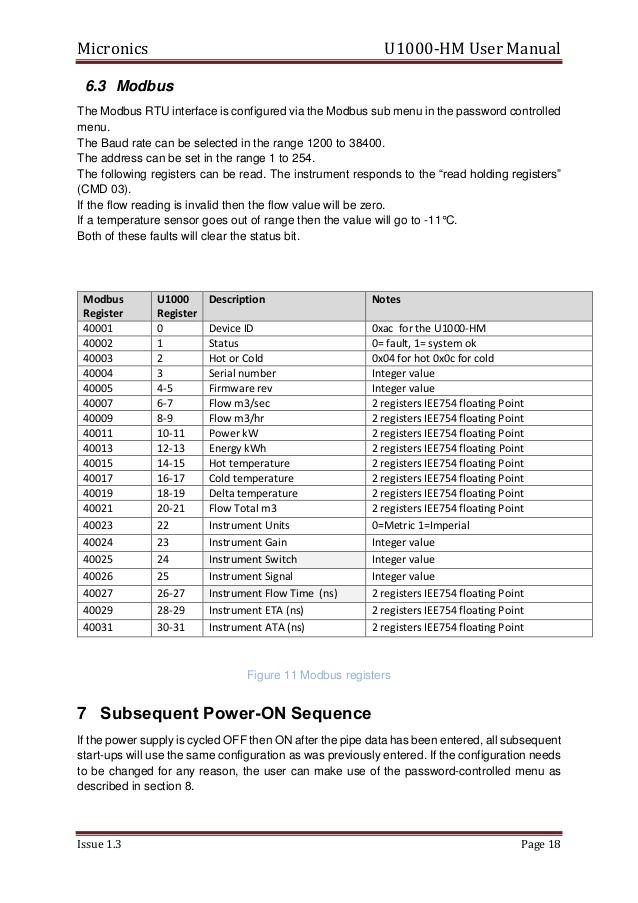 Micronics U1000-HM User Manual
6.3 Modbus
The Modbus RTU interface is configured via the Modbus sub menu in the password controlled
menu.
The Baud rate can be selected in the range 1200 to 38400.
The address can be set in the range 1 to 254.
The following registers can be read. The instrument responds to the “read holding registers”
(CMD 03).
If the flow reading is invalid then the flow value will be zero.
If a temperature sensor goes out of range then the value will go to -11°C.
Both of these faults will clear the status bit.
Modbus Register U1000 Register Description Notes
40001 0 Device ID 0xac for the U1000-HM
40002 1 Status 0= fault, 1= system ok
40003 2 Hot or Cold 0x04 for hot 0x0c for cold
40004 3 Serial number Integer value
40005 4-5 Firmware rev Integer value
40007 6-7 Flow m3/sec 2 registers IEE754 floating Point
40009 8-9 Flow m3/hr 2 registers IEE754 floating Point
40011 10-11 Power kW 2 registers IEE754 floating Point
40013 12-13 Energy kWh 2 registers IEE754 floating Point
40015 14-15 Hot temperature 2 registers IEE754 floating Point
40017 16-17 Cold temperature 2 registers IEE754 floating Point
40019 18-19 Delta temperature 2 registers IEE754 floating Point
40021 20-21 Flow Total m3 2 registers IEE754 floating Point
40023 22 Instrument Units 0=Metric 1=Imperial
40024 23 Instrument Gain Integer value
40025 24 Instrument Switch Integer value
40026 25 Instrument Signal Integer value
40027 26-27 Instrument Flow Time (ns) 2 registers IEE754 floating Point
40029 28-29 Instrument ETA (ns) 2 registers IEE754 floating Point
40031 30-31 Instrument ATA (ns) 2 registers IEE754 floating Point
Figure 11 Modbus registers
7 Subsequent Power-ON Sequence
If the power supply is cycled OFF then ON after the pipe data has been entered, all subsequent
start-ups will use the same configuration as was previously entered. If the configuration needs
to be changed for any reason, the user can make use of the password-controlled menu as
described in section 8.
Issue 1.3 Page 18